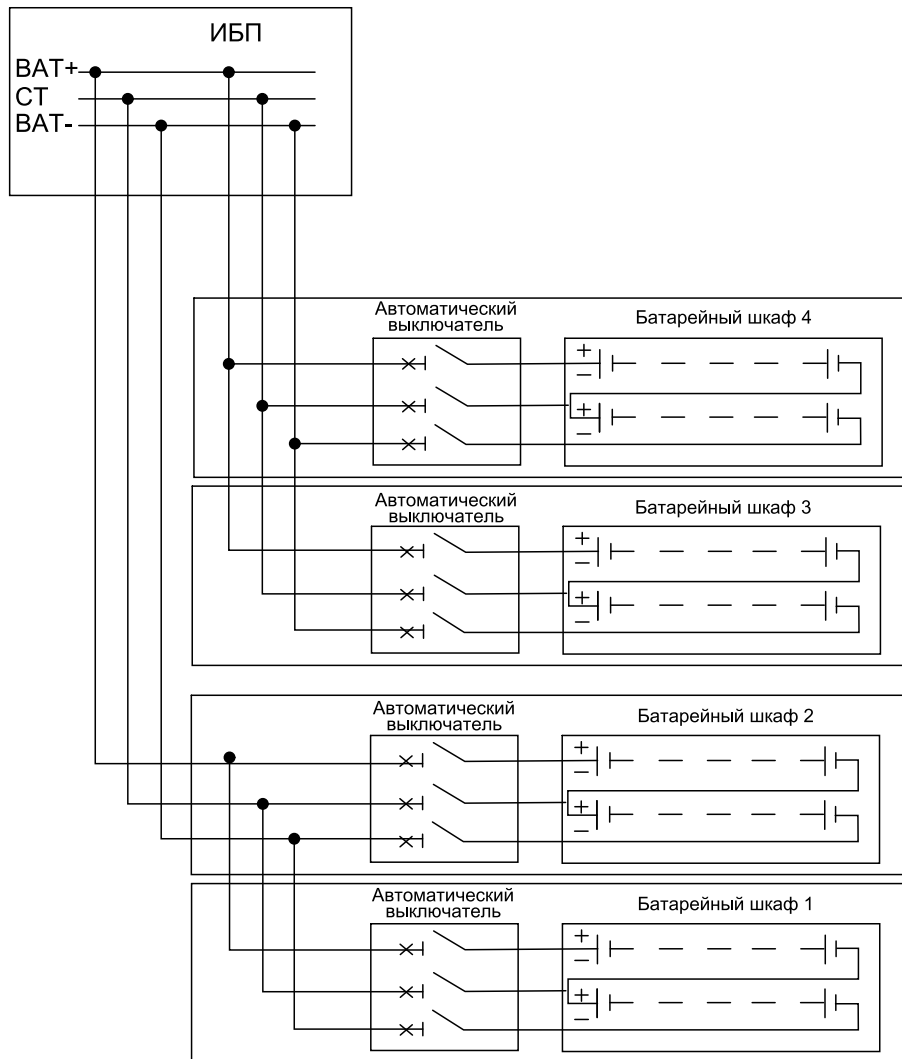 ИБП
BAT+
CT
BAT-
Автоматический
выключатель
Батарейный шкаф 4
+
−
+
−
Автоматический
выключатель
Батарейный шкаф 3
+
−
+
−
Автоматический
выключатель
Батарейный шкаф 2
+
−
+
−
Автоматический
выключатель
Батарейный шкаф 1
+
−
+
−